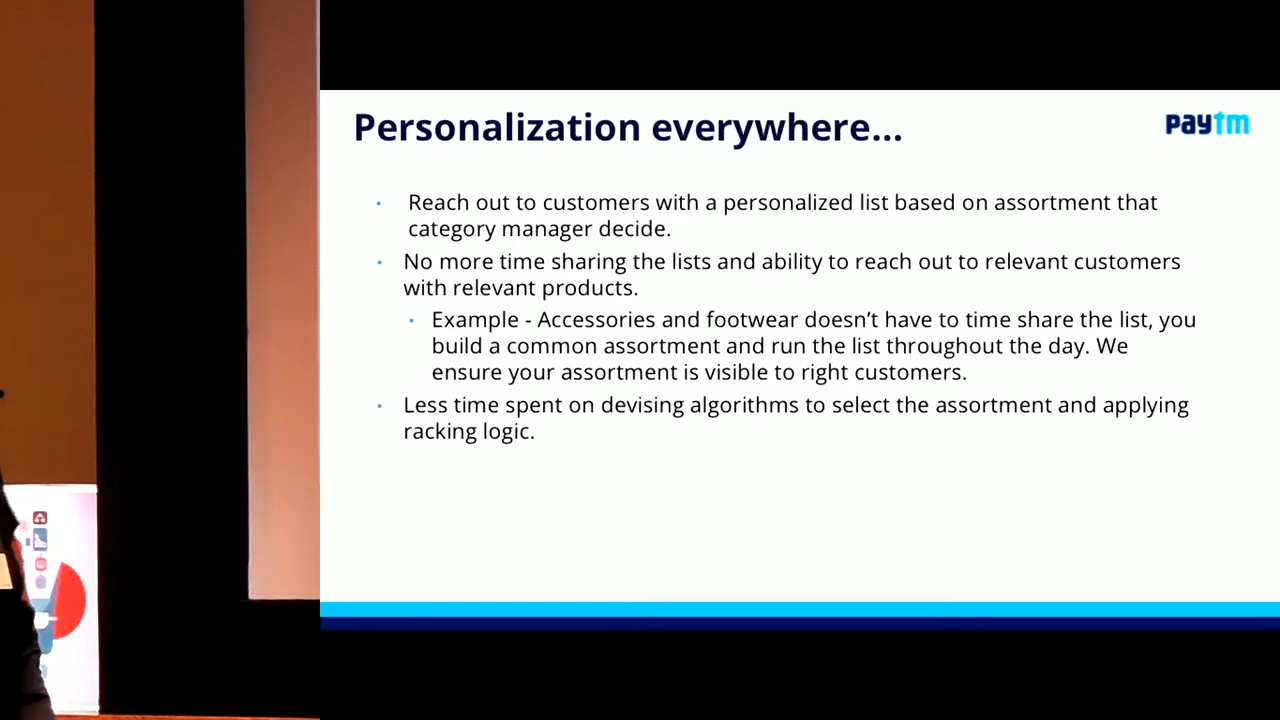 Personalization everywhere...
paytm
Reach out to customers with a personalized list based on assortment that
category manager decide.
No more time sharing the lists and ability to reach out to relevant customers
with relevant products.
Example - Accessories and footwear doesn’t have to time share the list, you
build a common assortment and run the list throughout the day. We
ensure your assortment is visible to right customers.
Less time spent on devising algorithms to select the assortment and applying
racking logic.